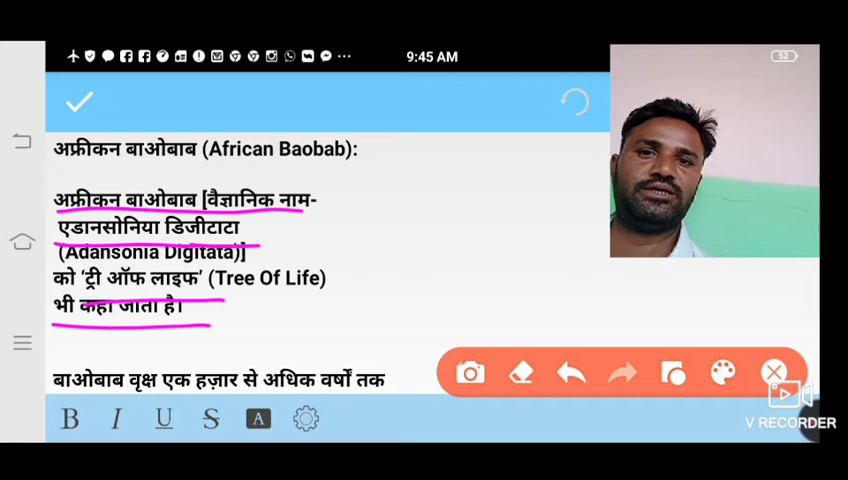 9:45 AM
52
अफ्रीकन बाओबाब (African Baobab):
अफ्रीकन बाओबाब [वैज्ञानिक नाम-
एडानसोनिया डिजीटाटा
(Adansonia Digitata)]
को ‘ट्री ऑफ लाइफ’ (Tree Of Life)
भी कहा जाता है।
बाओबाब वृक्ष एक हज़ार से अधिक वर्षों तक
B I U S A
V RECORDER